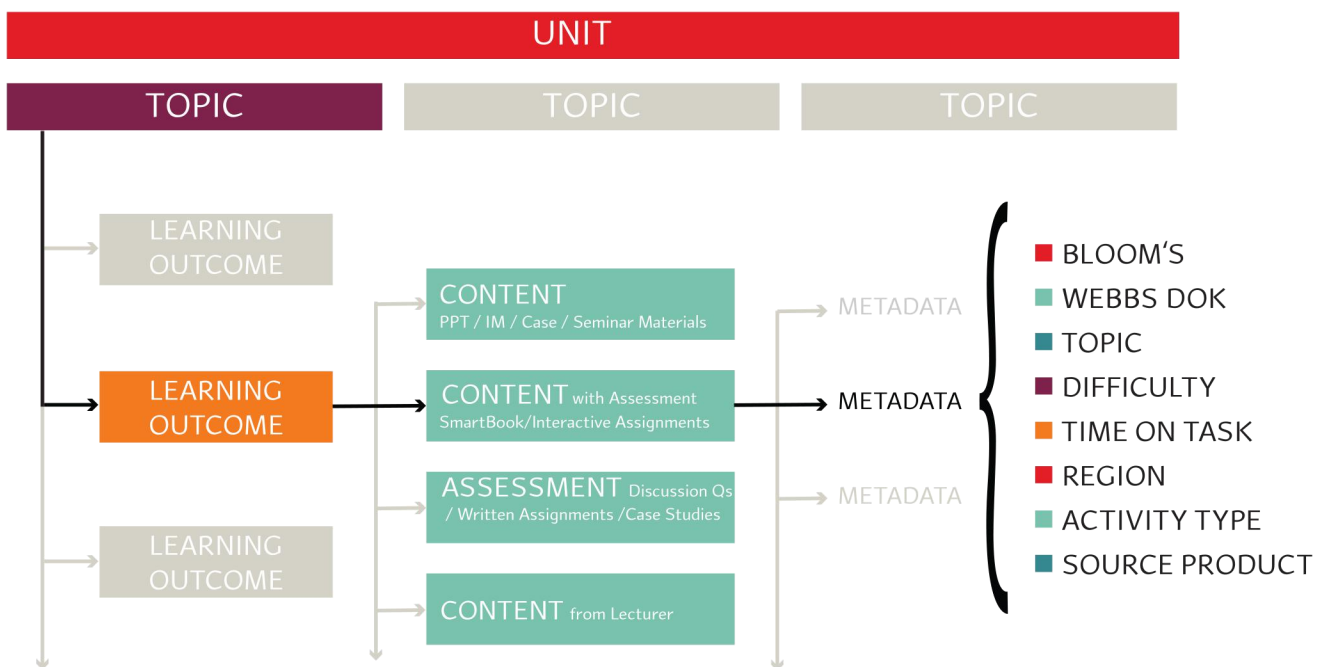 UNIT
TOPIC
TOPIC
TOPIC
LEARNING
OUTCOME
LEARNING
OUTCOME
LEARNING
OUTCOME
CONTENT
PPT / IM / Case / Seminar Materials
CONTENT with Assessment
SmartBook/Interactive Assignments
ASSESSMENT Discussion Qs
/ Written Assignments /Case Studies
CONTENT from Lecturer
METADATA
METADATA
METADATA
BLOOM‘S
WEBBS DOK
TOPIC
DIFFICULTY
TIME ON TASK
REGION
ACTIVITY TYPE
SOURCE PRODUCT